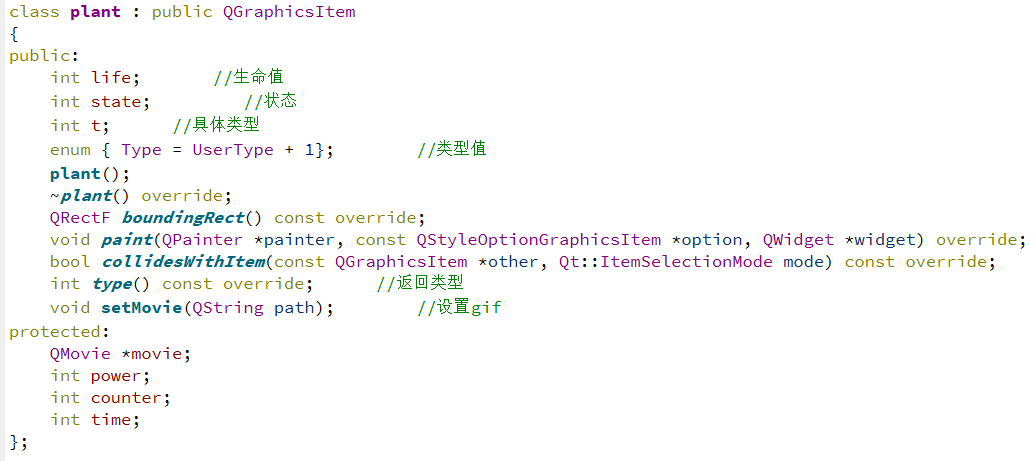 class plant : public QGraphicsItem
{
public:
    int life;       //生命值
    int state;         //状态
    int t;      //具体类型
    enum { Type = UserType + 1};        //类型值
    plant();
    ~plant() override;
    QRectF boundingRect() const override;
    void paint(QPainter *painter, const QStyleOptionGraphicsItem *option, QWidget *widget) override;
    bool collidesWithItem(const QGraphicsItem *other, Qt::ItemSelectionMode mode) const override;
    int type() const override;      //返回类型
    void setMovie(QString path);        //设置gif
protected:
    QMovie *movie;
    int power;
    int counter;
    int time;
};